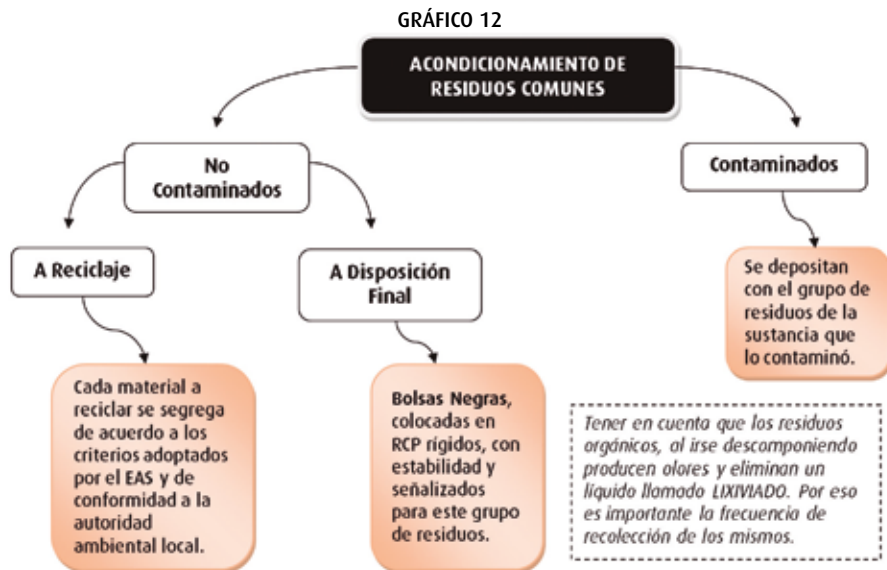 GRÁFICO 12
ACONDICIONAMIENTO DE
RESIDUOS COMUNES
No
Contaminados
Contaminados
A Reciclaje
A Disposición
Final
Se depositan
con el grupo de
residuos de la
sustancia que
lo contaminó.
Cada material a
reciclar se segrega
de acuerdo a los
criterios adoptados
por el EAS y de
conformidad a la
autoridad
ambiental local.
Bolsas Negras,
colocadas en
RCP rígidos, con
estabilidad y
señalizados
para este grupo
de residuos.
Tener en cuenta que los residuos
orgánicos, al irse descomponiendo
producen olores y eliminan un
líquido llamado LIXIVIADO. Por eso
es importante la frecuencia de
recolección de los mismos.